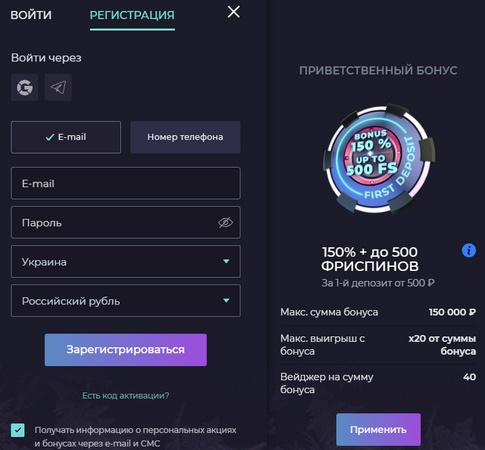 ВОЙТИ
РЕГИСТРАЦИЯ
Войти через
E-mail
Номер телефона
E-mail
Пароль
Украина
Российский рубль
Зарегистрироваться
Есть код активации?
Получать информацию о персональных акциях
и бонусах через e-mail и СМС
ПРИВЕТСТВЕННЫЙ БОНУС
BONUS
150 %
+
UP TO
500 FS
FIRST DEPOSIT
150% + до 500
ФРИСПИНОВ
За 1-й депозит от 500 ₽
Макс. сумма бонуса
150 000 ₽
Макс. выигрыш с
бонуса
x20 от суммы
бонуса
Вейджер на сумму
бонуса
40
Применить